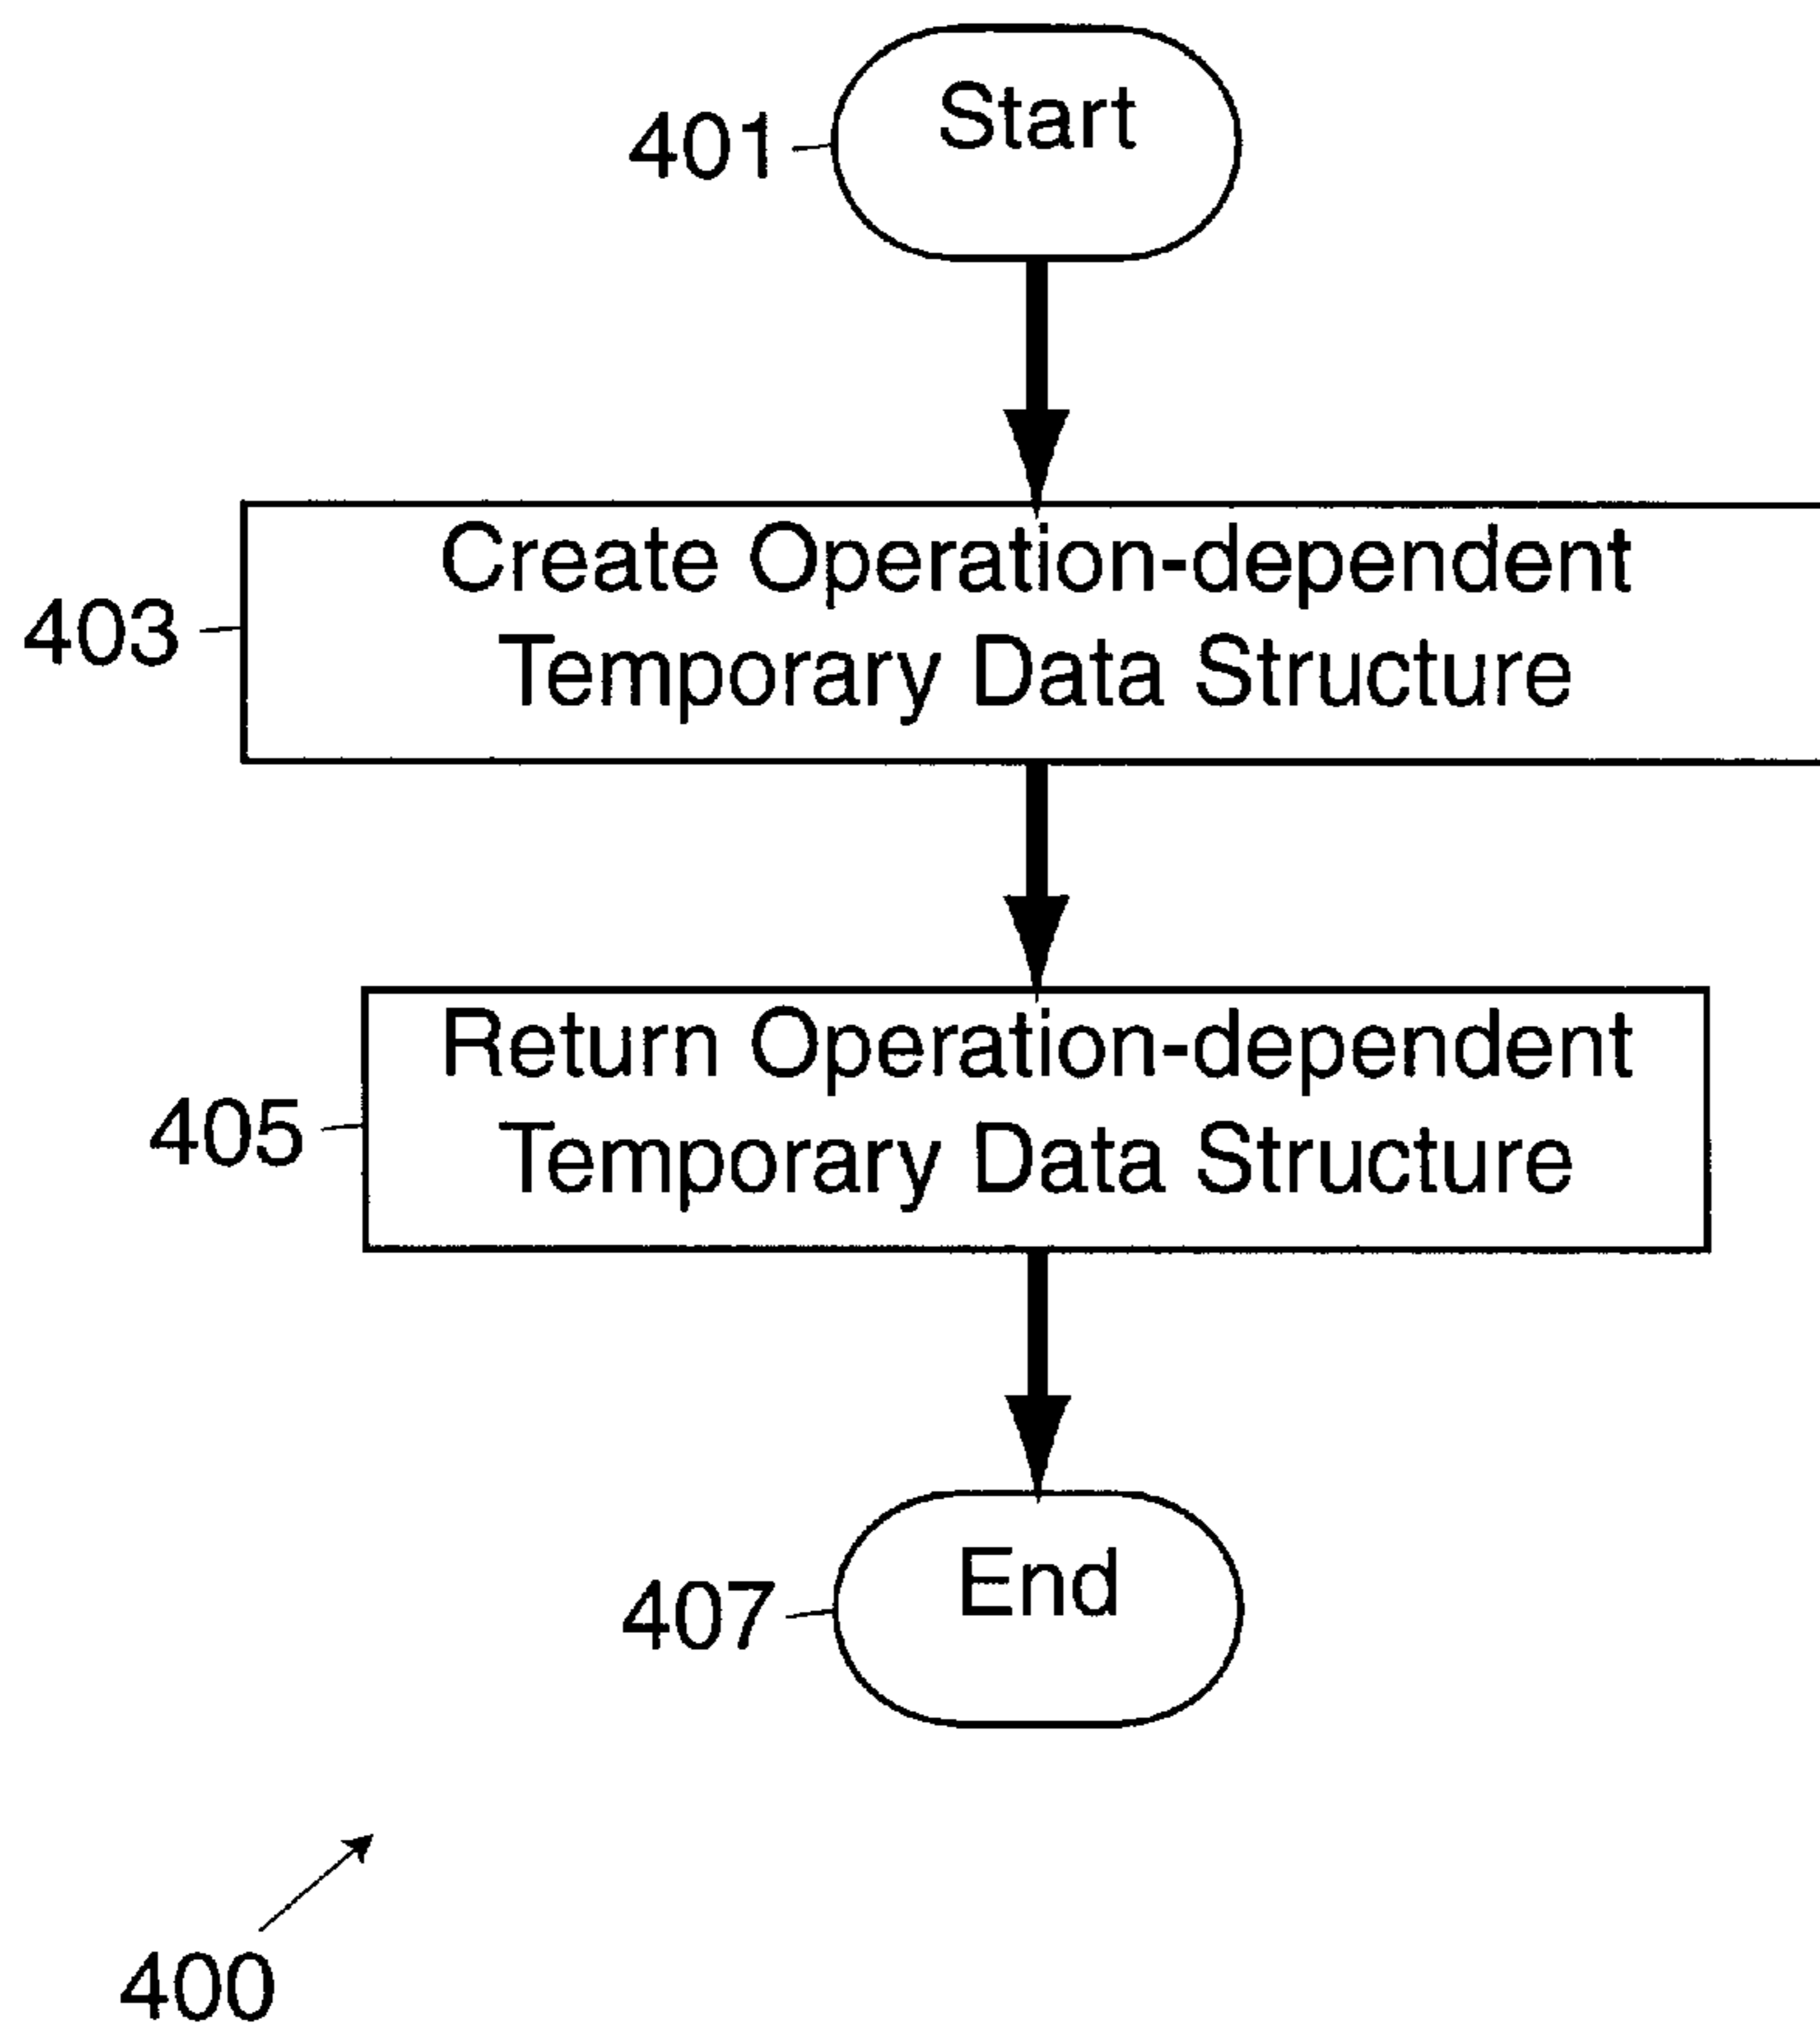 401
Start
403
Create Operation-dependent
Temporary Data Structure
405
Return Operation-dependent
Temporary Data Structure
407
End
400